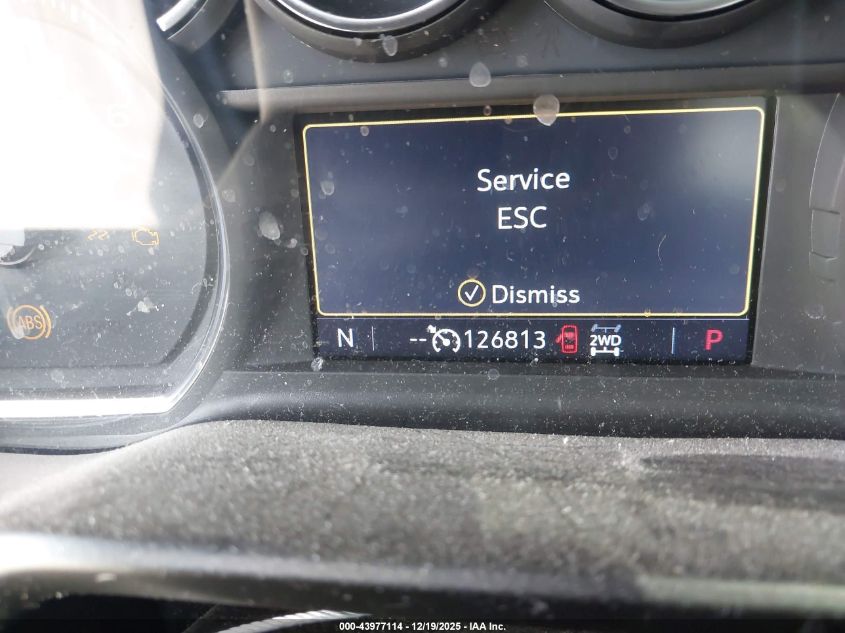 Service
ESC
Dismiss
N -- 126813 2WD P
ABS
000-43977114 - 12/19/2025 - IAA Inc.